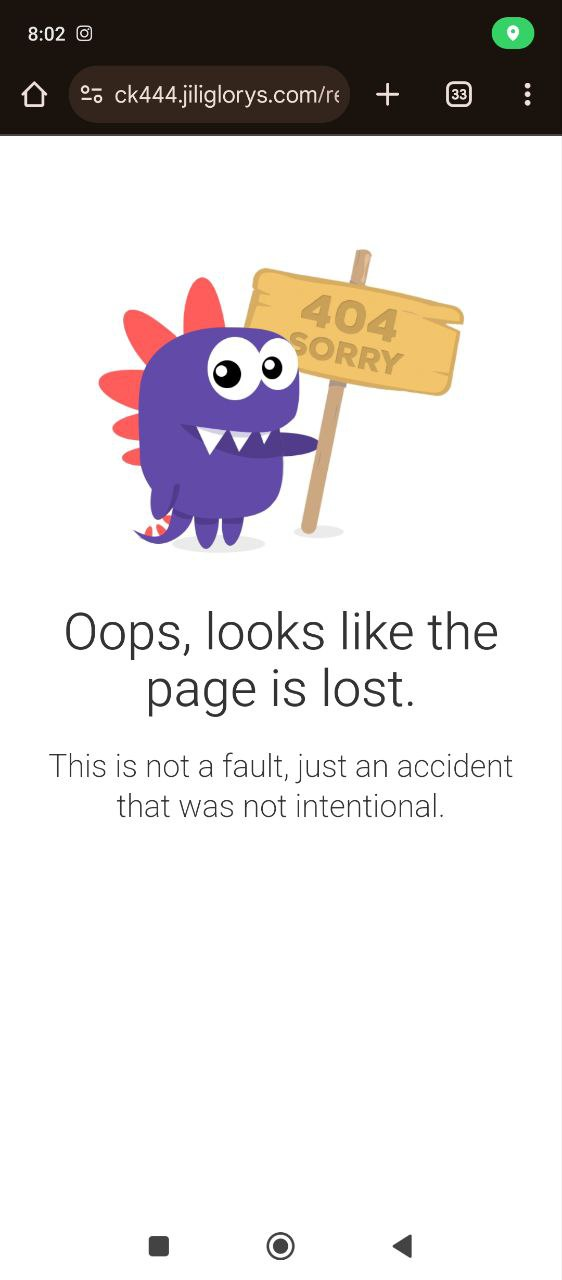 8:02
ck444.jiliglorys.com/re
33
404
SORRY
Oops, looks like the
page is lost.
This is not a fault, just an accident
that was not intentional.